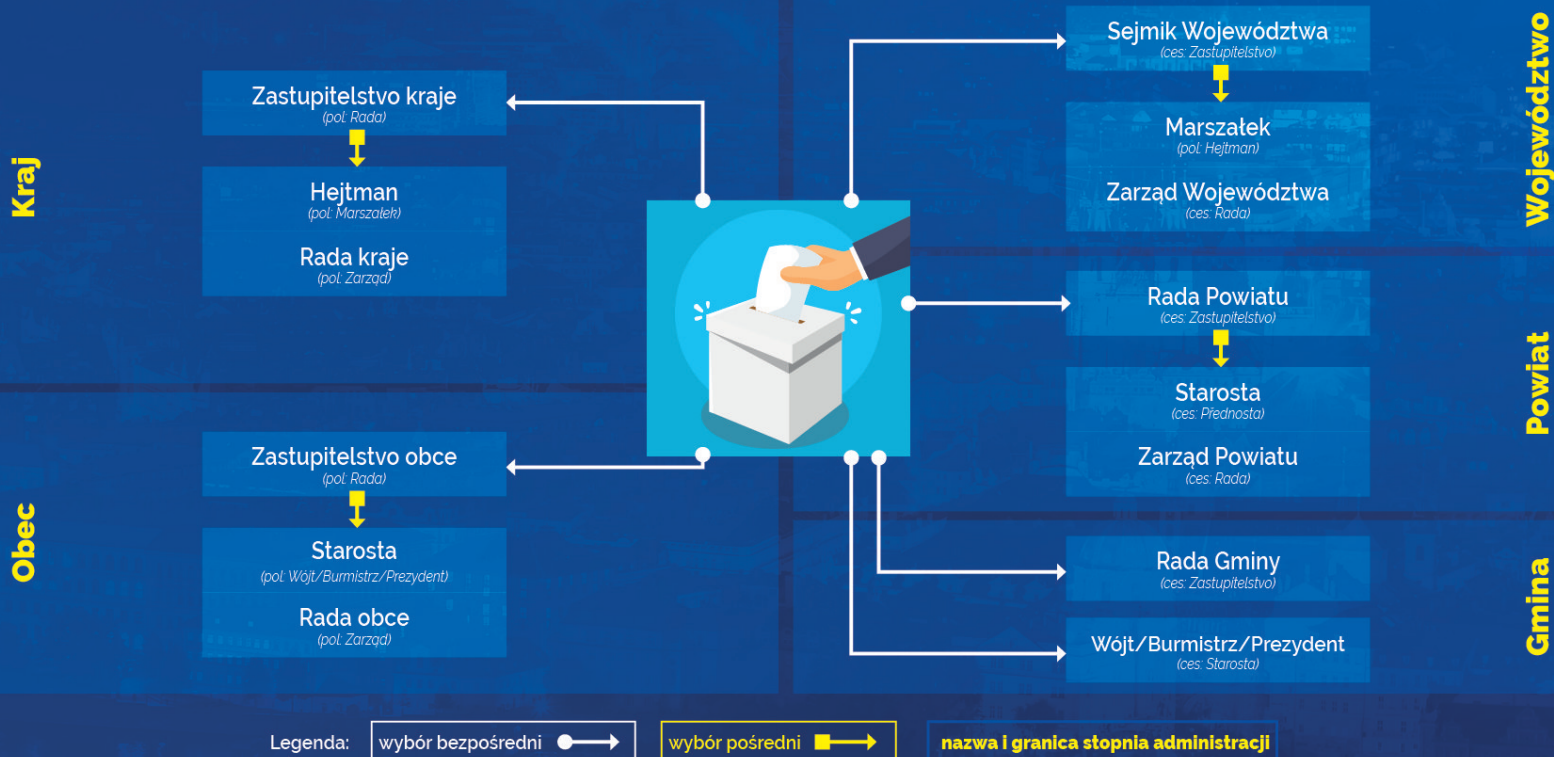 Kraj
Zastupitelstvo kraje
(pol: Rada)
Hejtman
(pol: Marszałek)
Rada kraje
(pol: Zarząd)
Obec
Zastupitelstvo obce
(pol: Rada)
Starosta
(pol: Wójt/Burmistrz/Prezydent)
Rada obce
(pol: Zarząd)
Województwo
Sejmik Województwa
(ces: Zastupitelstvo)
Marszałek
(pol: Hejtman)
Zarząd Województwa
(ces: Rada)
Powiat
Rada Powiatu
(ces: Zastupitelstvo)
Starosta
(ces: Přednosta)
Zarząd Powiatu
(ces: Rada)
Gmina
Rada Gminy
(ces: Zastupitelstvo)
Wójt/Burmistrz/Prezydent
(ces: Starosta)
Legenda: wybór bezpośredni wybór pośredni nazwa i granica stopnia administracji